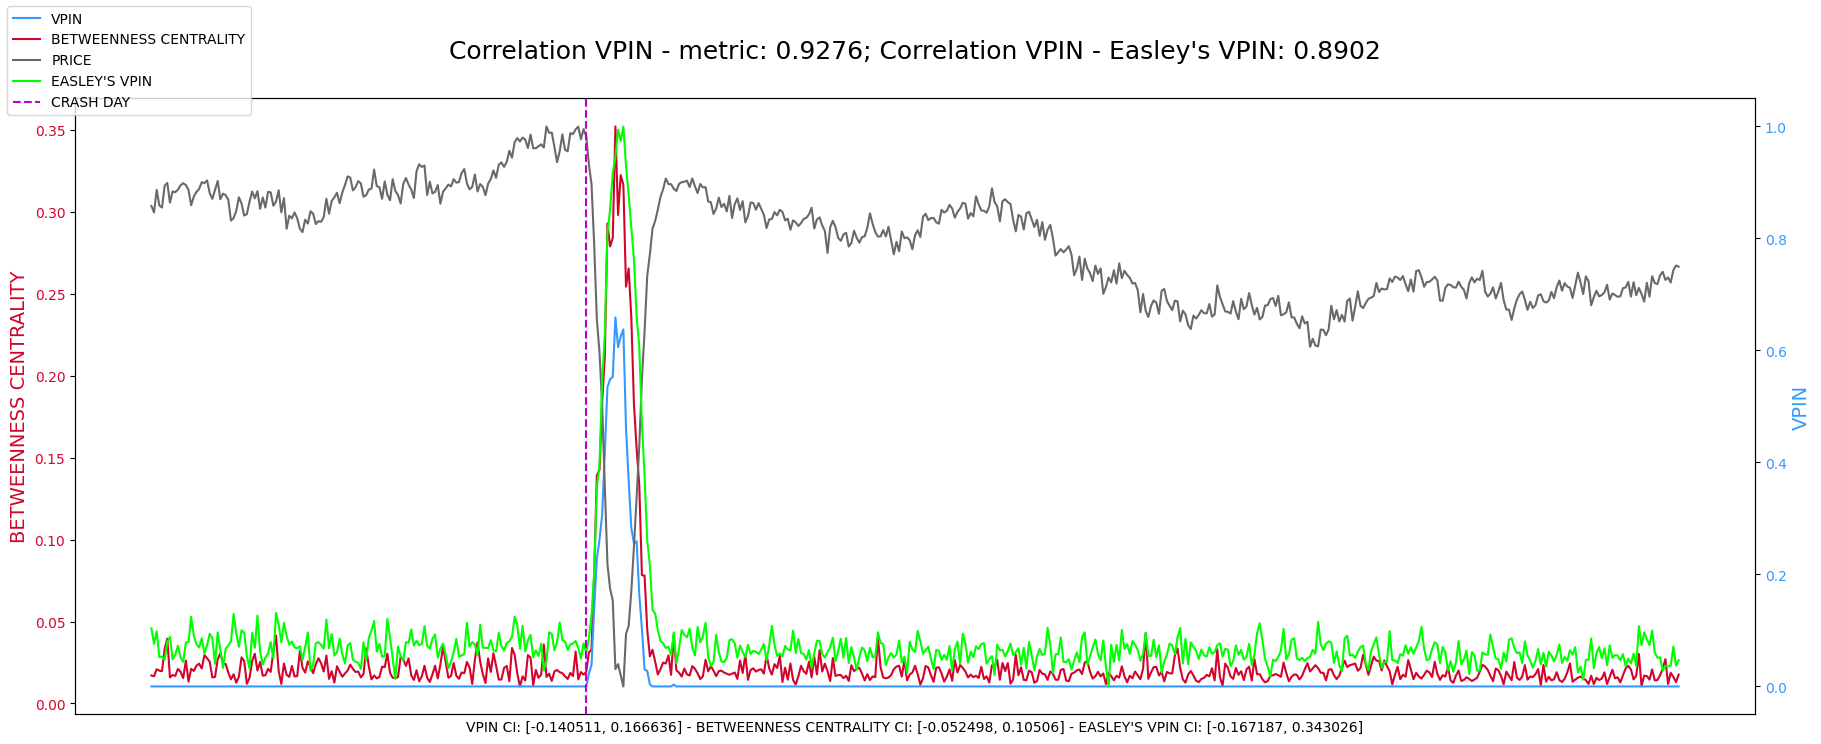 VPIN
BETWEENNESS CENTRALITY
PRICE
EASLEY'S VPIN
CRASH DAY
Correlation VPIN - metric: 0.9276; Correlation VPIN - Easley's VPIN: 0.8902
BETWEENNESS CENTRALITY
0.35
0.30
0.25
0.20
0.15
0.10
0.05
0.00
1.0
0.8
0.6
0.4
0.2
0.0
VPIN
VPIN CI: [-0.140511, 0.166636] - BETWEENNESS CENTRALITY CI: [-0.052498, 0.10506] - EASLEY'S VPIN CI: [-0.167187, 0.343026]